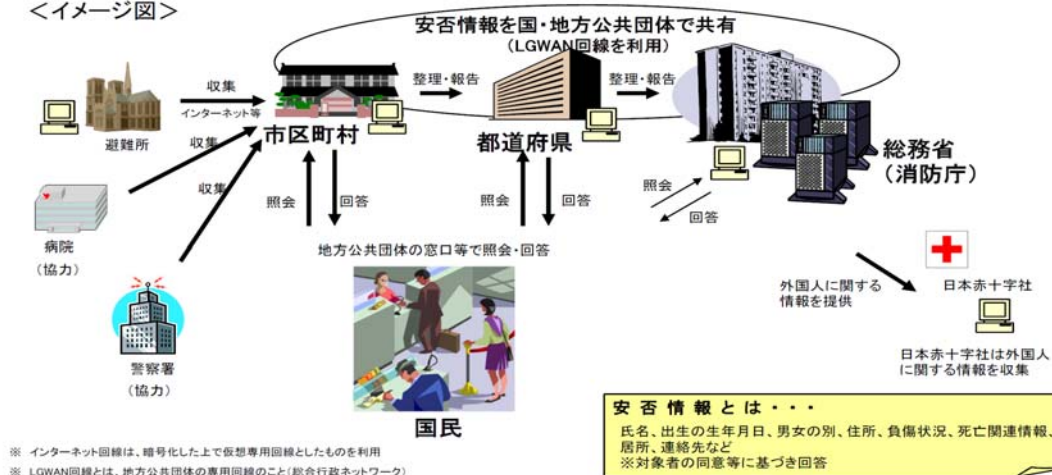 ＜イメージ図＞
安否情報を国・地方公共団体で共有
（LGWAN回線を利用）
収集
インターネット等
整理・報告
整理・報告
避難所
市区町村
都道府県
総務省
（消防庁）
収集
収集
照会
回答
照会
回答
照会
回答
病院
（協力）
地方公共団体の窓口等で照会・回答
警察署
（協力）
国民
外国人に関する
情報を提供
日本赤十字社
日本赤十字社は外国人
に関する情報を収集
安否情報とは・・・
氏名、出生の生年月日、男女の別、住所、負傷状況、死亡関連情報、
居所、連絡先など
※対象者の同意等に基づき回答
※ インターネット回線は、暗号化した上で仮想専用回線としたものを利用
※ LGWAN回線とは、地方公共団体の専用回線のこと（総合行政ネットワーク）